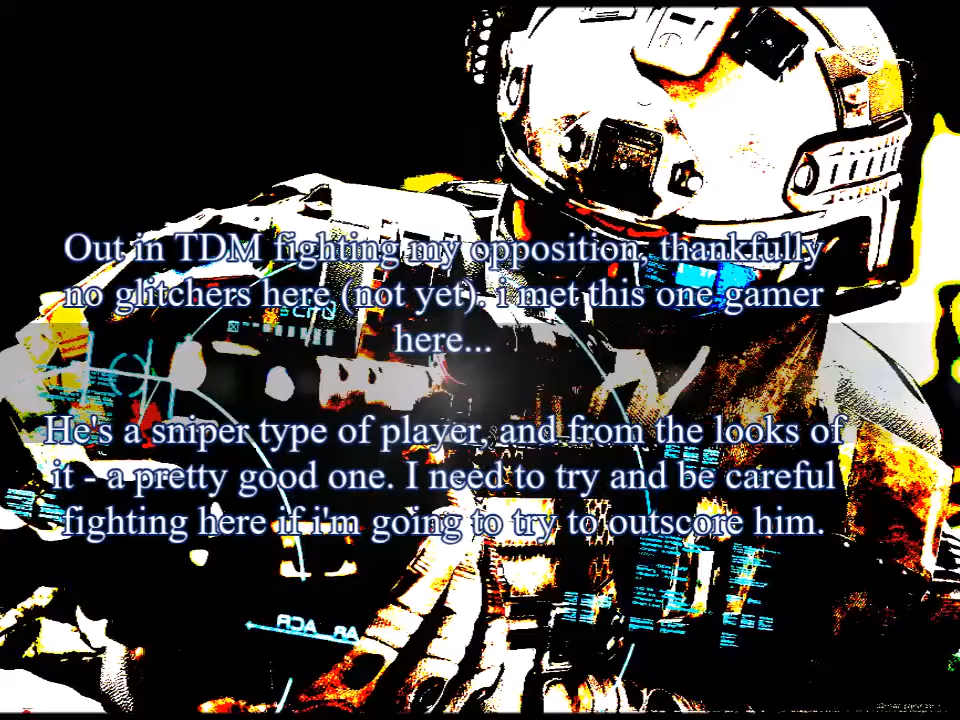 Out in TDM fighting my opposition, thankfully
no glitchers here (not yet). i met this one gamer
here...
He's a sniper type of player, and from the looks of
it - a pretty good one. I need to try and be careful
fighting here if i'm going to try to outscore him.